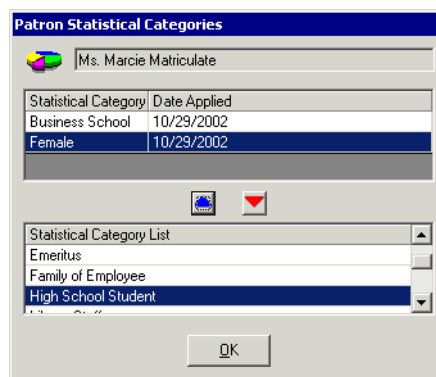 Patron Statistical Categories
Ms. Marcie Matriculate
Statistical Category Date Applied
Business School 10/29/2002
Female 10/29/2002
Statistical Category List
Emeritus
Family of Employee
High School Student
OK